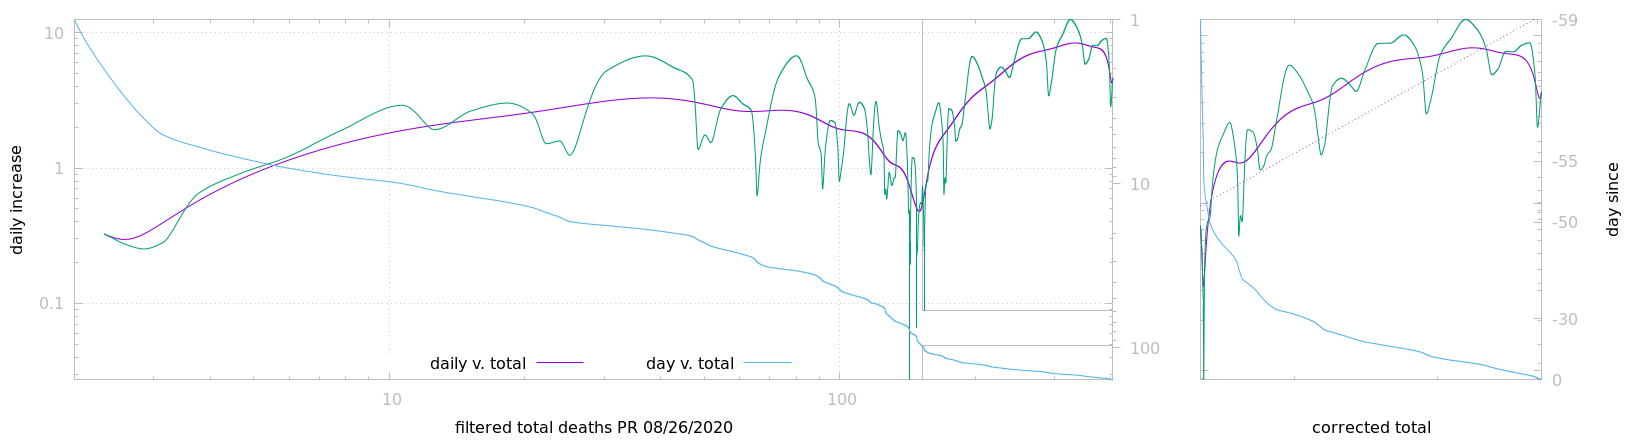 10
1
0.1
daily increase
daily v. total
day v. total
10
100
filtered total deaths PR 08/26/2020
1
10
100
-59
-55
-50
-30
0
day since
corrected total